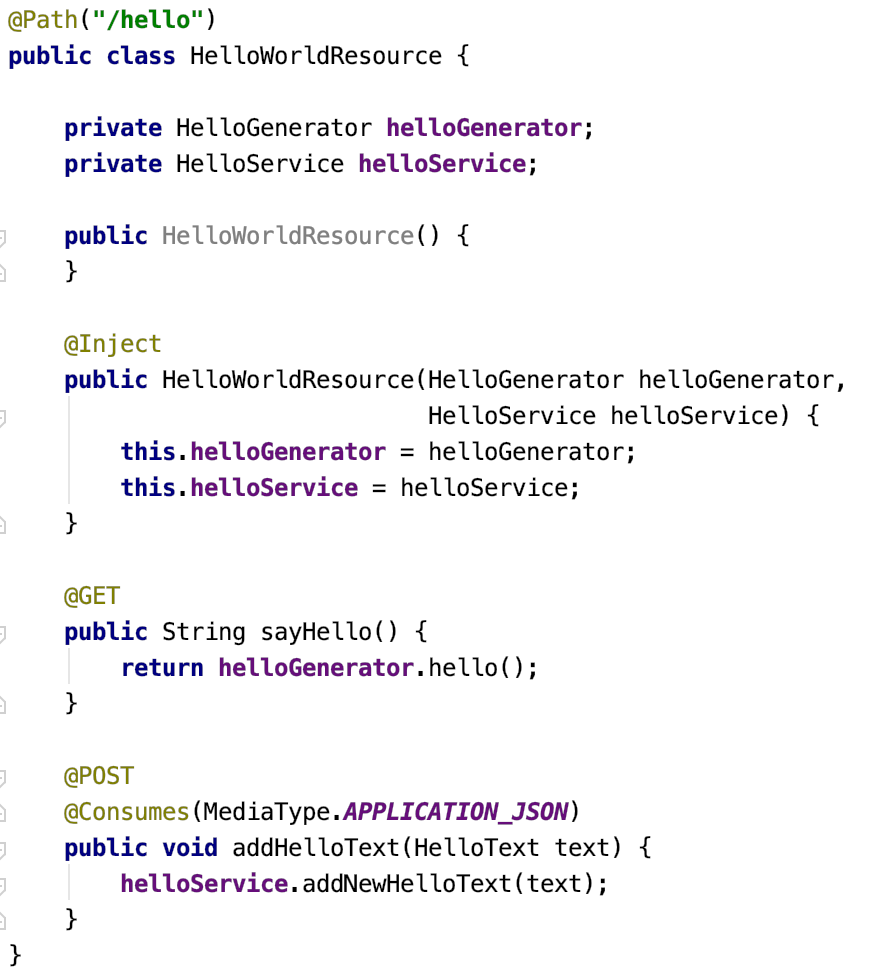 @Path("/hello")
public class HelloWorldResource {
    private HelloGenerator helloGenerator;
    private HelloService helloService;
    public HelloWorldResource() {
    }
    @Inject
    public HelloWorldResource(HelloGenerator helloGenerator,
                              HelloService helloService) {
        this.helloGenerator = helloGenerator;
        this.helloService = helloService;
    }
    @GET
    public String sayHello() {
        return helloGenerator.hello();
    }
    @POST
    @Consumes(MediaType.APPLICATION_JSON)
    public void addHelloText(HelloText text) {
        helloService.addNewHelloText(text);
    }
}